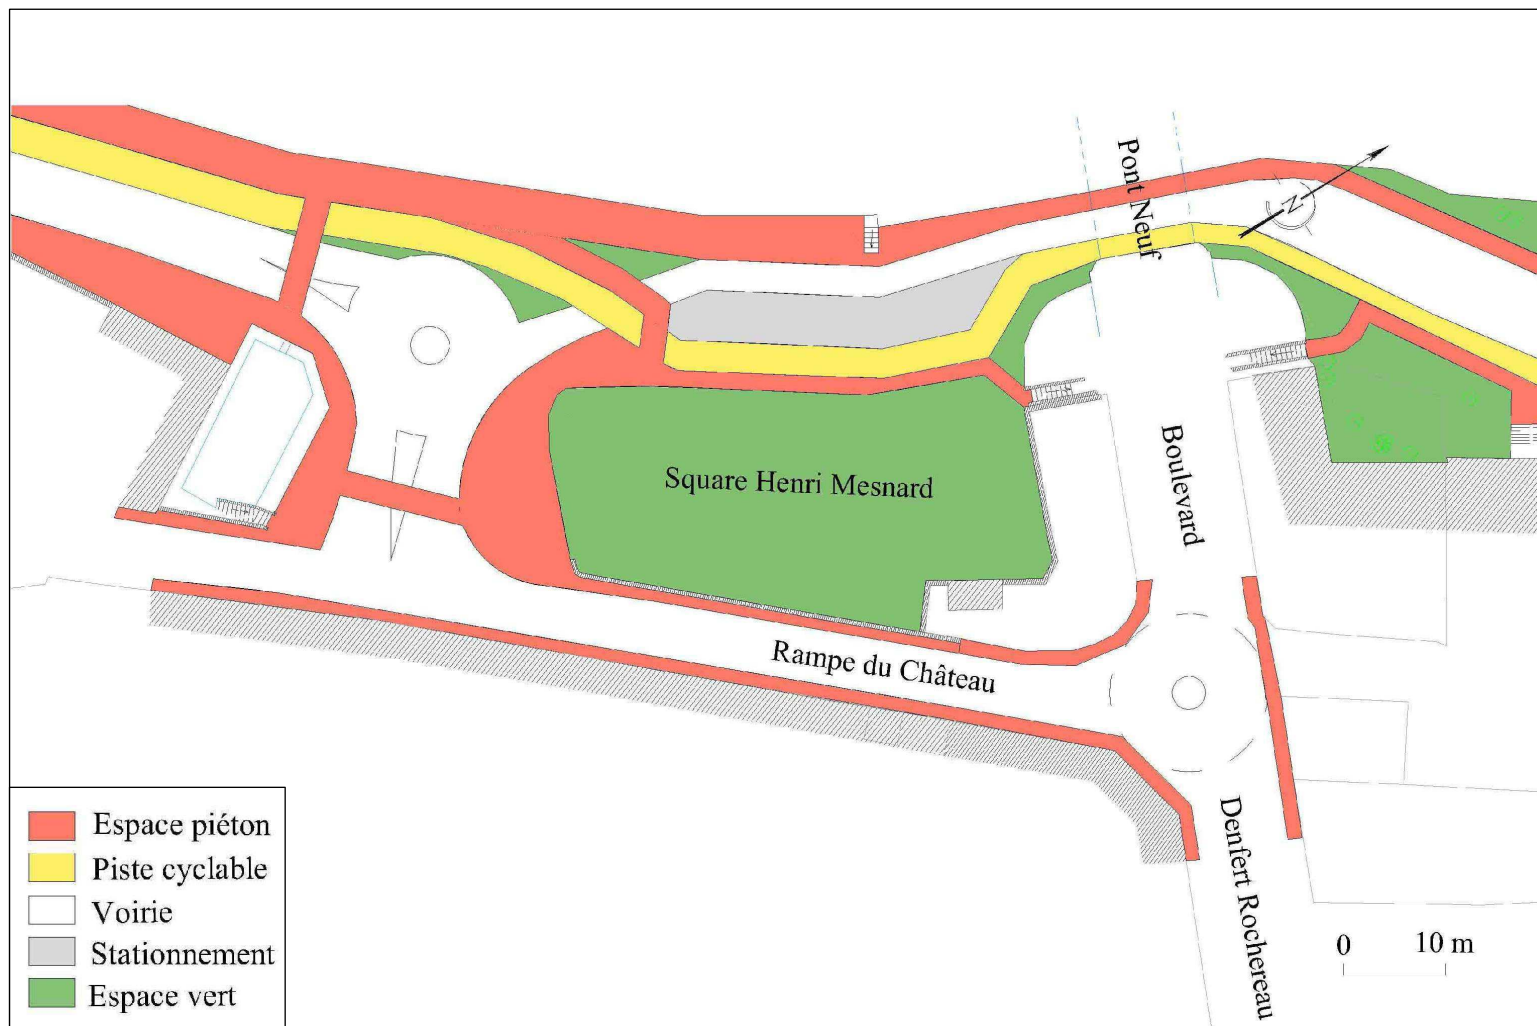 Pont Neuf
N
Square Henri Mesnard
Boulevard
Rampe du Château
Denfert Rochereau
Espace piéton
Piste cyclable
Voirie
Stationnement
Espace vert
0 10 m